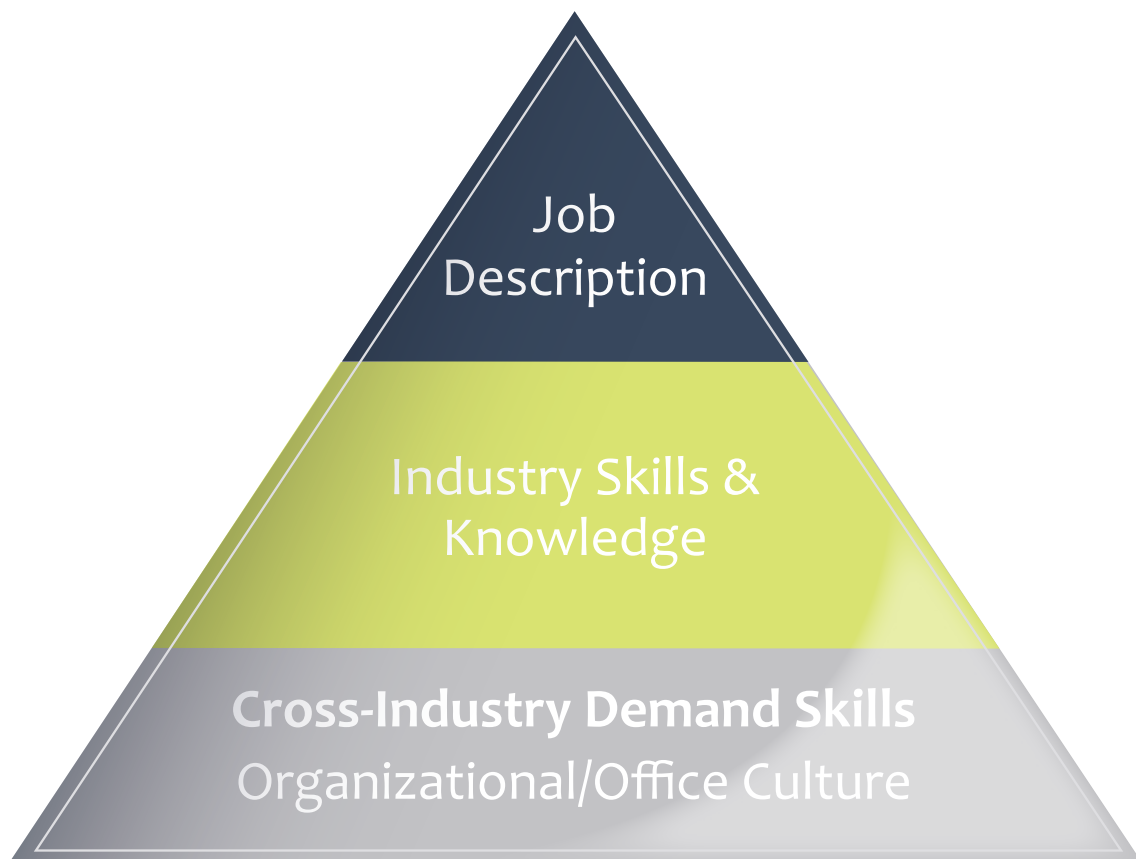 Job
Description
Industry Skills &
Knowledge
Cross-Industry Demand Skills
Organizational/Office Culture